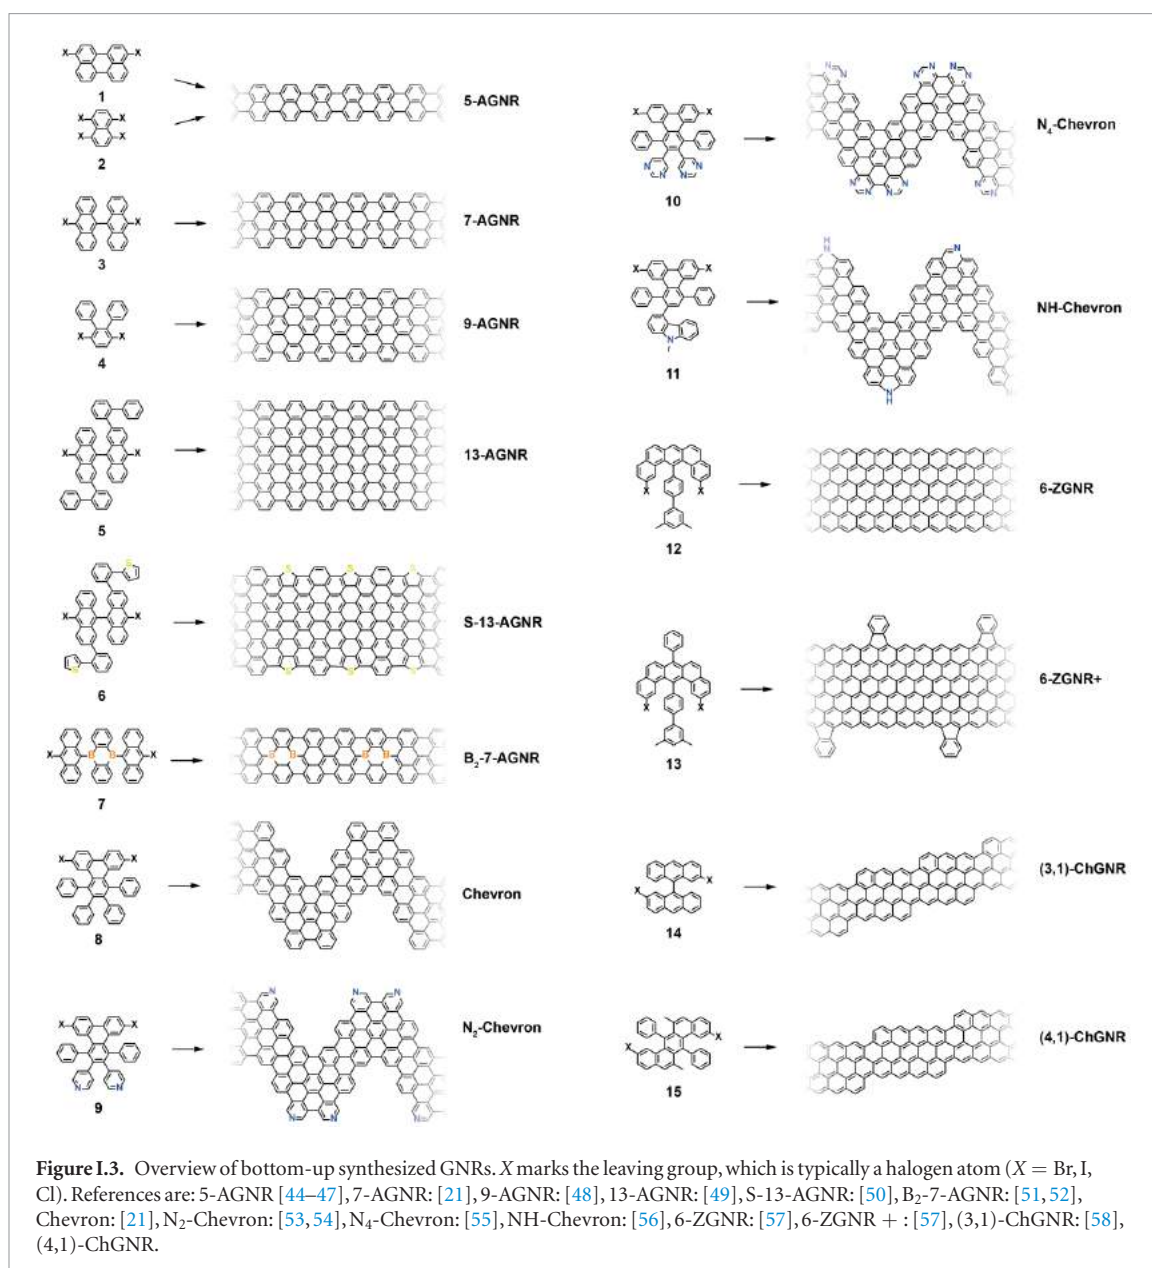 X X
1
X X
X X
2
5-AGNR
X X
3
7-AGNR
X X
4
9-AGNR
X X
5
13-AGNR
S
X X
S
6
S S S
S S S
S-13-AGNR
X B B X
7
B B B B
B₂-7-AGNR
X X
8
Chevron
X X
N N
9
N N N
N N N
N₂-Chevron
X X
N N
N N
10
N N N N N N
N N N N N N
N₄-Chevron
X X
N
11
H
N N
N
H N
H
NH-Chevron
X X
12
6-ZGNR
X X
13
6-ZGNR+
X
X
14
(3,1)-ChGNR
X
X
15
(4,1)-ChGNR
Figure I.3. Overview of bottom-up synthesized GNRs. X marks the leaving group, which is typically a halogen atom (X = Br, I,
Cl). References are: 5-AGNR [44–47], 7-AGNR: [21], 9-AGNR: [48], 13-AGNR: [49], S-13-AGNR: [50], B₂-7-AGNR: [51, 52],
Chevron: [21], N₂-Chevron: [53, 54], N₄-Chevron: [55], NH-Chevron: [56], 6-ZGNR: [57], 6-ZGNR + : [57], (3,1)-ChGNR: [58],
(4,1)-ChGNR.